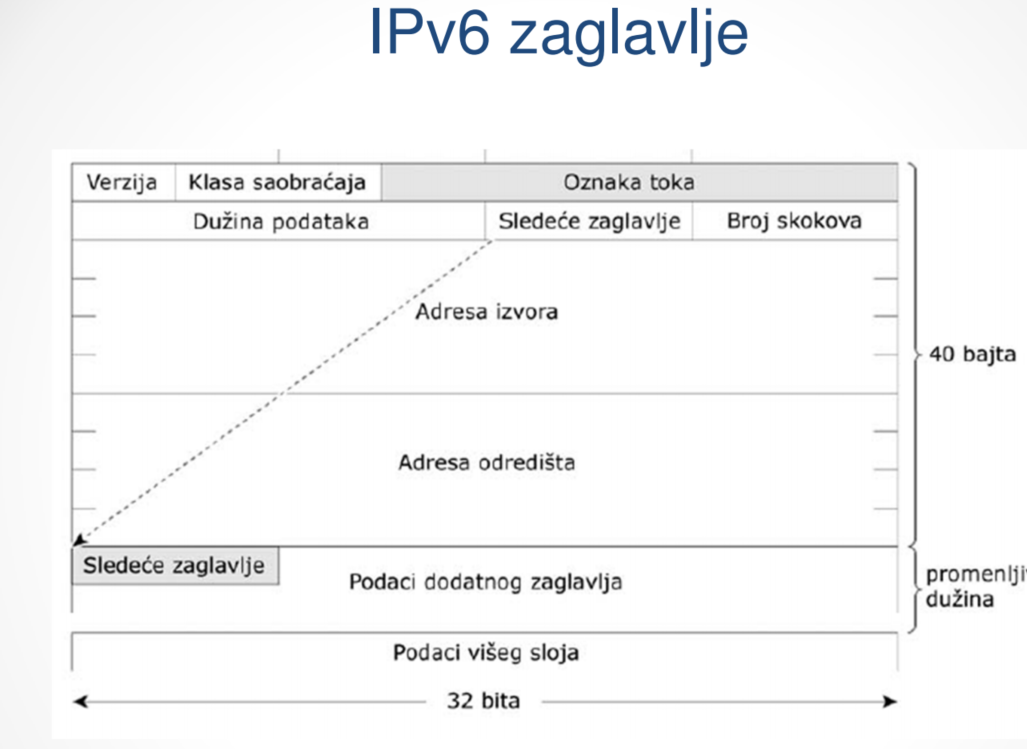 IPv6 zaglavlje
Verzija Klasa saobraćaja Oznaka toka
Dužina podataka Sledeće zaglavlje Broj skokova
Adresa izvora
40 bajta
Adresa odredišta
Sledeće zaglavlje
Podaci dodatnog zaglavlja
dužina
Podaci višeg sloja
32 bita